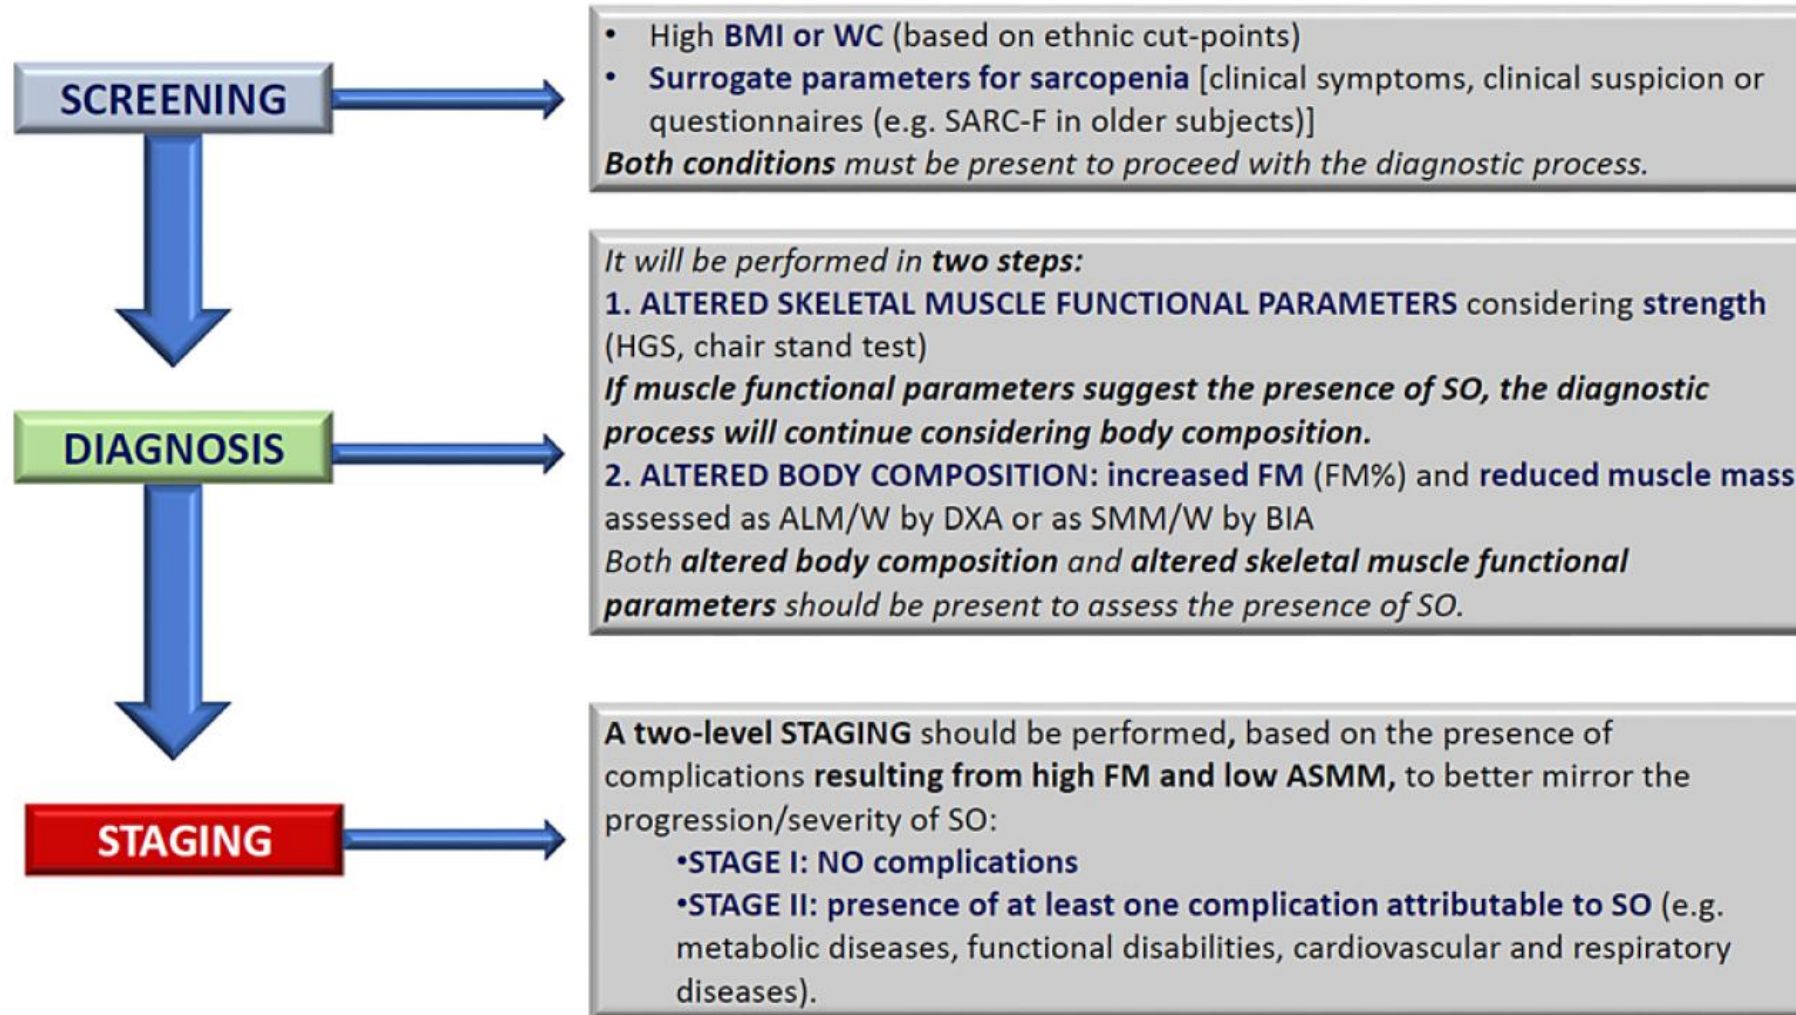 SCREENING
• High BMI or WC (based on ethnic cut-points)
• Surrogate parameters for sarcopenia [clinical symptoms, clinical suspicion or
questionnaires (e.g. SARC-F in older subjects)]
Both conditions must be present to proceed with the diagnostic process.
DIAGNOSIS
It will be performed in two steps:
1. ALTERED SKELETAL MUSCLE FUNCTIONAL PARAMETERS considering strength
(HGS, chair stand test)
If muscle functional parameters suggest the presence of SO, the diagnostic
process will continue considering body composition.
2. ALTERED BODY COMPOSITION: increased FM (FM%) and reduced muscle mass
assessed as ALM/W by DXA or as SMM/W by BIA
Both altered body composition and altered skeletal muscle functional
parameters should be present to assess the presence of SO.
STAGING
A two-level STAGING should be performed, based on the presence of
complications resulting from high FM and low ASMM, to better mirror the
progression/severity of SO:
•STAGE I: NO complications
•STAGE II: presence of at least one complication attributable to SO (e.g.
metabolic diseases, functional disabilities, cardiovascular and respiratory
diseases).